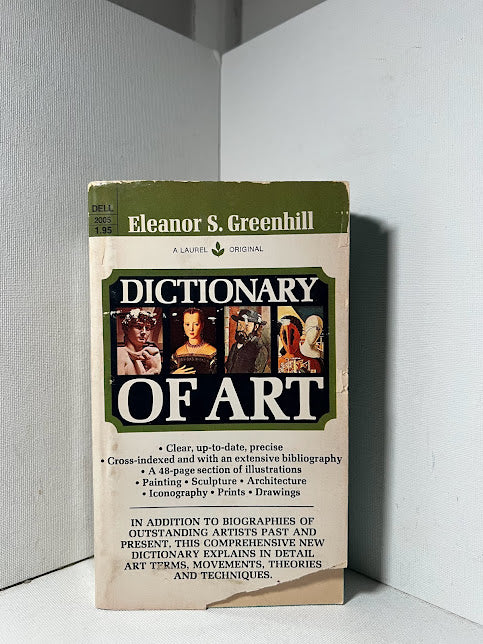 DELL
2005
1.95
Eleanor S. Greenhill
A LAUREL ORIGINAL
DICTIONARY
OF ART
• Clear, up-to-date, precise
• Cross-indexed and with an extensive bibliography
• A 48-page section of illustrations
• Painting • Sculpture • Architecture
• Iconography • Prints • Drawings
IN ADDITION TO BIOGRAPHIES OF
OUTSTANDING ARTISTS PAST AND
PRESENT, THIS COMPREHENSIVE NEW
DICTIONARY EXPLAINS IN DETAIL
ART TERMS, MOVEMENTS, THEORIES
AND TECHNIQUES.